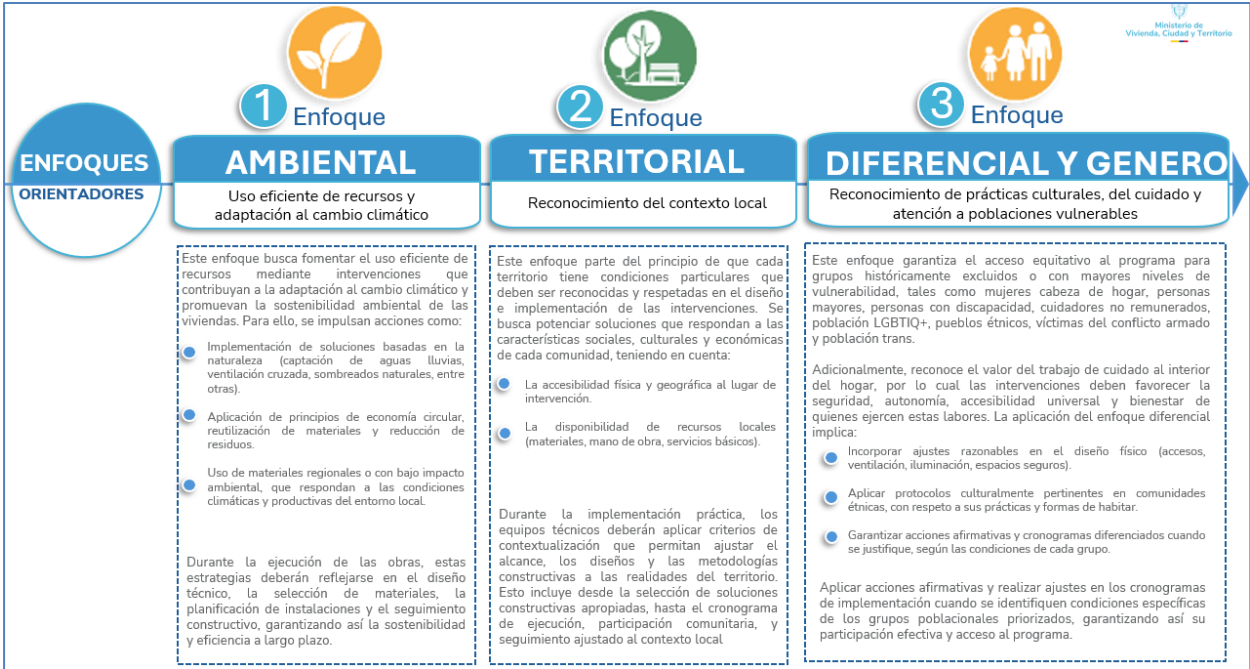 Ministerio de
Vivienda, Ciudad y Territorio
ENFOQUES
ORIENTADORES
1
Enfoque
AMBIENTAL
Uso eficiente de recursos y
adaptación al cambio climático
Este enfoque busca fomentar el uso eficiente de
recursos mediante intervenciones que
contribuyan a la adaptación al cambio climático y
promuevan la sostenibilidad ambiental de las
viviendas. Para ello, se impulsan acciones como:
Implementación de soluciones basadas en la
naturaleza (captación de aguas lluvias,
ventilación cruzada, sombreados naturales, entre
otras).
Aplicación de principios de economía circular,
reutilización de materiales y reducción de
residuos.
Uso de materiales regionales o con bajo impacto
ambiental, que respondan a las condiciones
climáticas y productivas del entorno local.
Durante la ejecución de las obras, estas
estrategias deberán reflejarse en el diseño
técnico, la selección de materiales, la
planificación de instalaciones y el seguimiento
constructivo, garantizando así la sostenibilidad
y eficiencia a largo plazo.
2
Enfoque
TERRITORIAL
Reconocimiento del contexto local
Este enfoque parte del principio de que cada
territorio tiene condiciones particulares que
deben ser reconocidas y respetadas en el diseño
e implementación de las intervenciones. Se
busca potenciar soluciones que respondan a las
características sociales, culturales y económicas
de cada comunidad, teniendo en cuenta:
La accesibilidad física y geográfica al lugar de
intervención.
La disponibilidad de recursos locales
(materiales, mano de obra, servicios básicos).
Durante la implementación práctica, los
equipos técnicos deberán aplicar criterios de
contextualización que permitan ajustar el
alcance, los diseños y las metodologías
constructivas a las realidades del territorio.
Esto incluye desde la selección de soluciones
constructivas apropiadas, hasta el cronograma
de ejecución, participación comunitaria, y
seguimiento ajustado al contexto local
3
Enfoque
DIFERENCIAL Y GENERO
Reconocimiento de prácticas culturales, del cuidado y
atención a poblaciones vulnerables
Este enfoque garantiza el acceso equitativo al programa para
grupos históricamente excluidos o con mayores niveles de
vulnerabilidad, tales como mujeres cabeza de hogar, personas
mayores, personas con discapacidad, cuidadores no remunerados,
población LGBTIQ+, pueblos étnicos, víctimas del conflicto armado
y población trans.
Adicionalmente, reconoce el valor del trabajo de cuidado al interior
del hogar, por lo cual las intervenciones deben favorecer la
seguridad, autonomía, accesibilidad universal y bienestar de
quienes ejercen estas labores. La aplicación del enfoque diferencial
implica:
Incorporar ajustes razonables en el diseño físico (accesos,
ventilación, iluminación, espacios seguros).
Aplicar protocolos culturalmente pertinentes en comunidades
étnicas, con respeto a sus prácticas y formas de habitar.
Garantizar acciones afirmativas y cronogramas diferenciados cuando
se justifique, según las condiciones de cada grupo.
Aplicar acciones afirmativas y realizar ajustes en los cronogramas
de implementación cuando se identifiquen condiciones específicas
de los grupos poblacionales priorizados, garantizando así su
participación efectiva y acceso al programa.